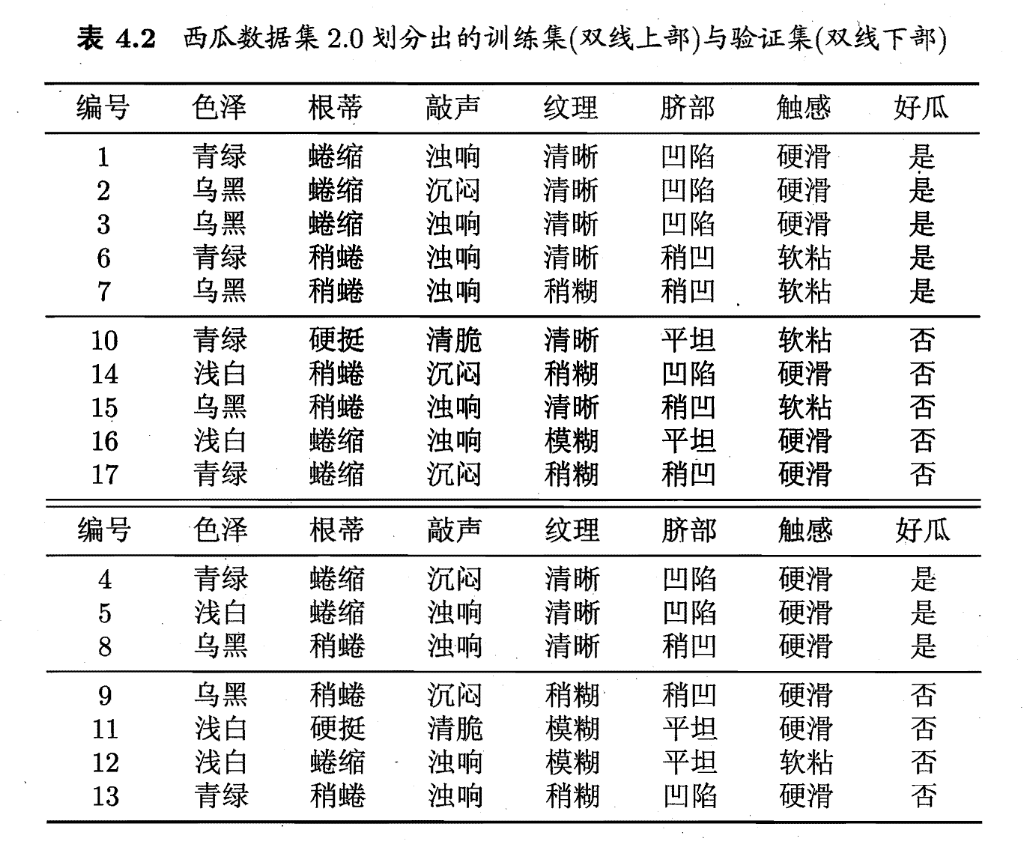 表 4.2 西瓜数据集 2.0 划分出的训练集(双线上部)与验证集(双线下部)
编号 色泽 根蒂 敲声 纹理 脐部 触感 好瓜
1 青绿 蜷缩 浊响 清晰 凹陷 硬滑 是
2 乌黑 蜷缩 沉闷 清晰 凹陷 硬滑 是
3 乌黑 蜷缩 浊响 清晰 凹陷 硬滑 是
6 青绿 稍蜷 浊响 清晰 稍凹 软粘 是
7 乌黑 稍蜷 浊响 稍糊 稍凹 软粘 是
10 青绿 硬挺 清脆 清晰 平坦 软粘 否
14 浅白 稍蜷 沉闷 稍糊 凹陷 硬滑 否
15 乌黑 稍蜷 浊响 清晰 稍凹 软粘 否
16 浅白 蜷缩 浊响 模糊 平坦 硬滑 否
17 青绿 蜷缩 沉闷 稍糊 稍凹 硬滑 否
编号 色泽 根蒂 敲声 纹理 脐部 触感 好瓜
4 青绿 蜷缩 沉闷 清晰 凹陷 硬滑 是
5 浅白 蜷缩 浊响 清晰 凹陷 硬滑 是
8 乌黑 稍蜷 浊响 清晰 稍凹 硬滑 是
9 乌黑 稍蜷 沉闷 稍糊 稍凹 硬滑 否
11 浅白 硬挺 清脆 模糊 平坦 硬滑 否
12 浅白 蜷缩 浊响 模糊 平坦 软粘 否
13 青绿 稍蜷 浊响 稍糊 凹陷 硬滑 否